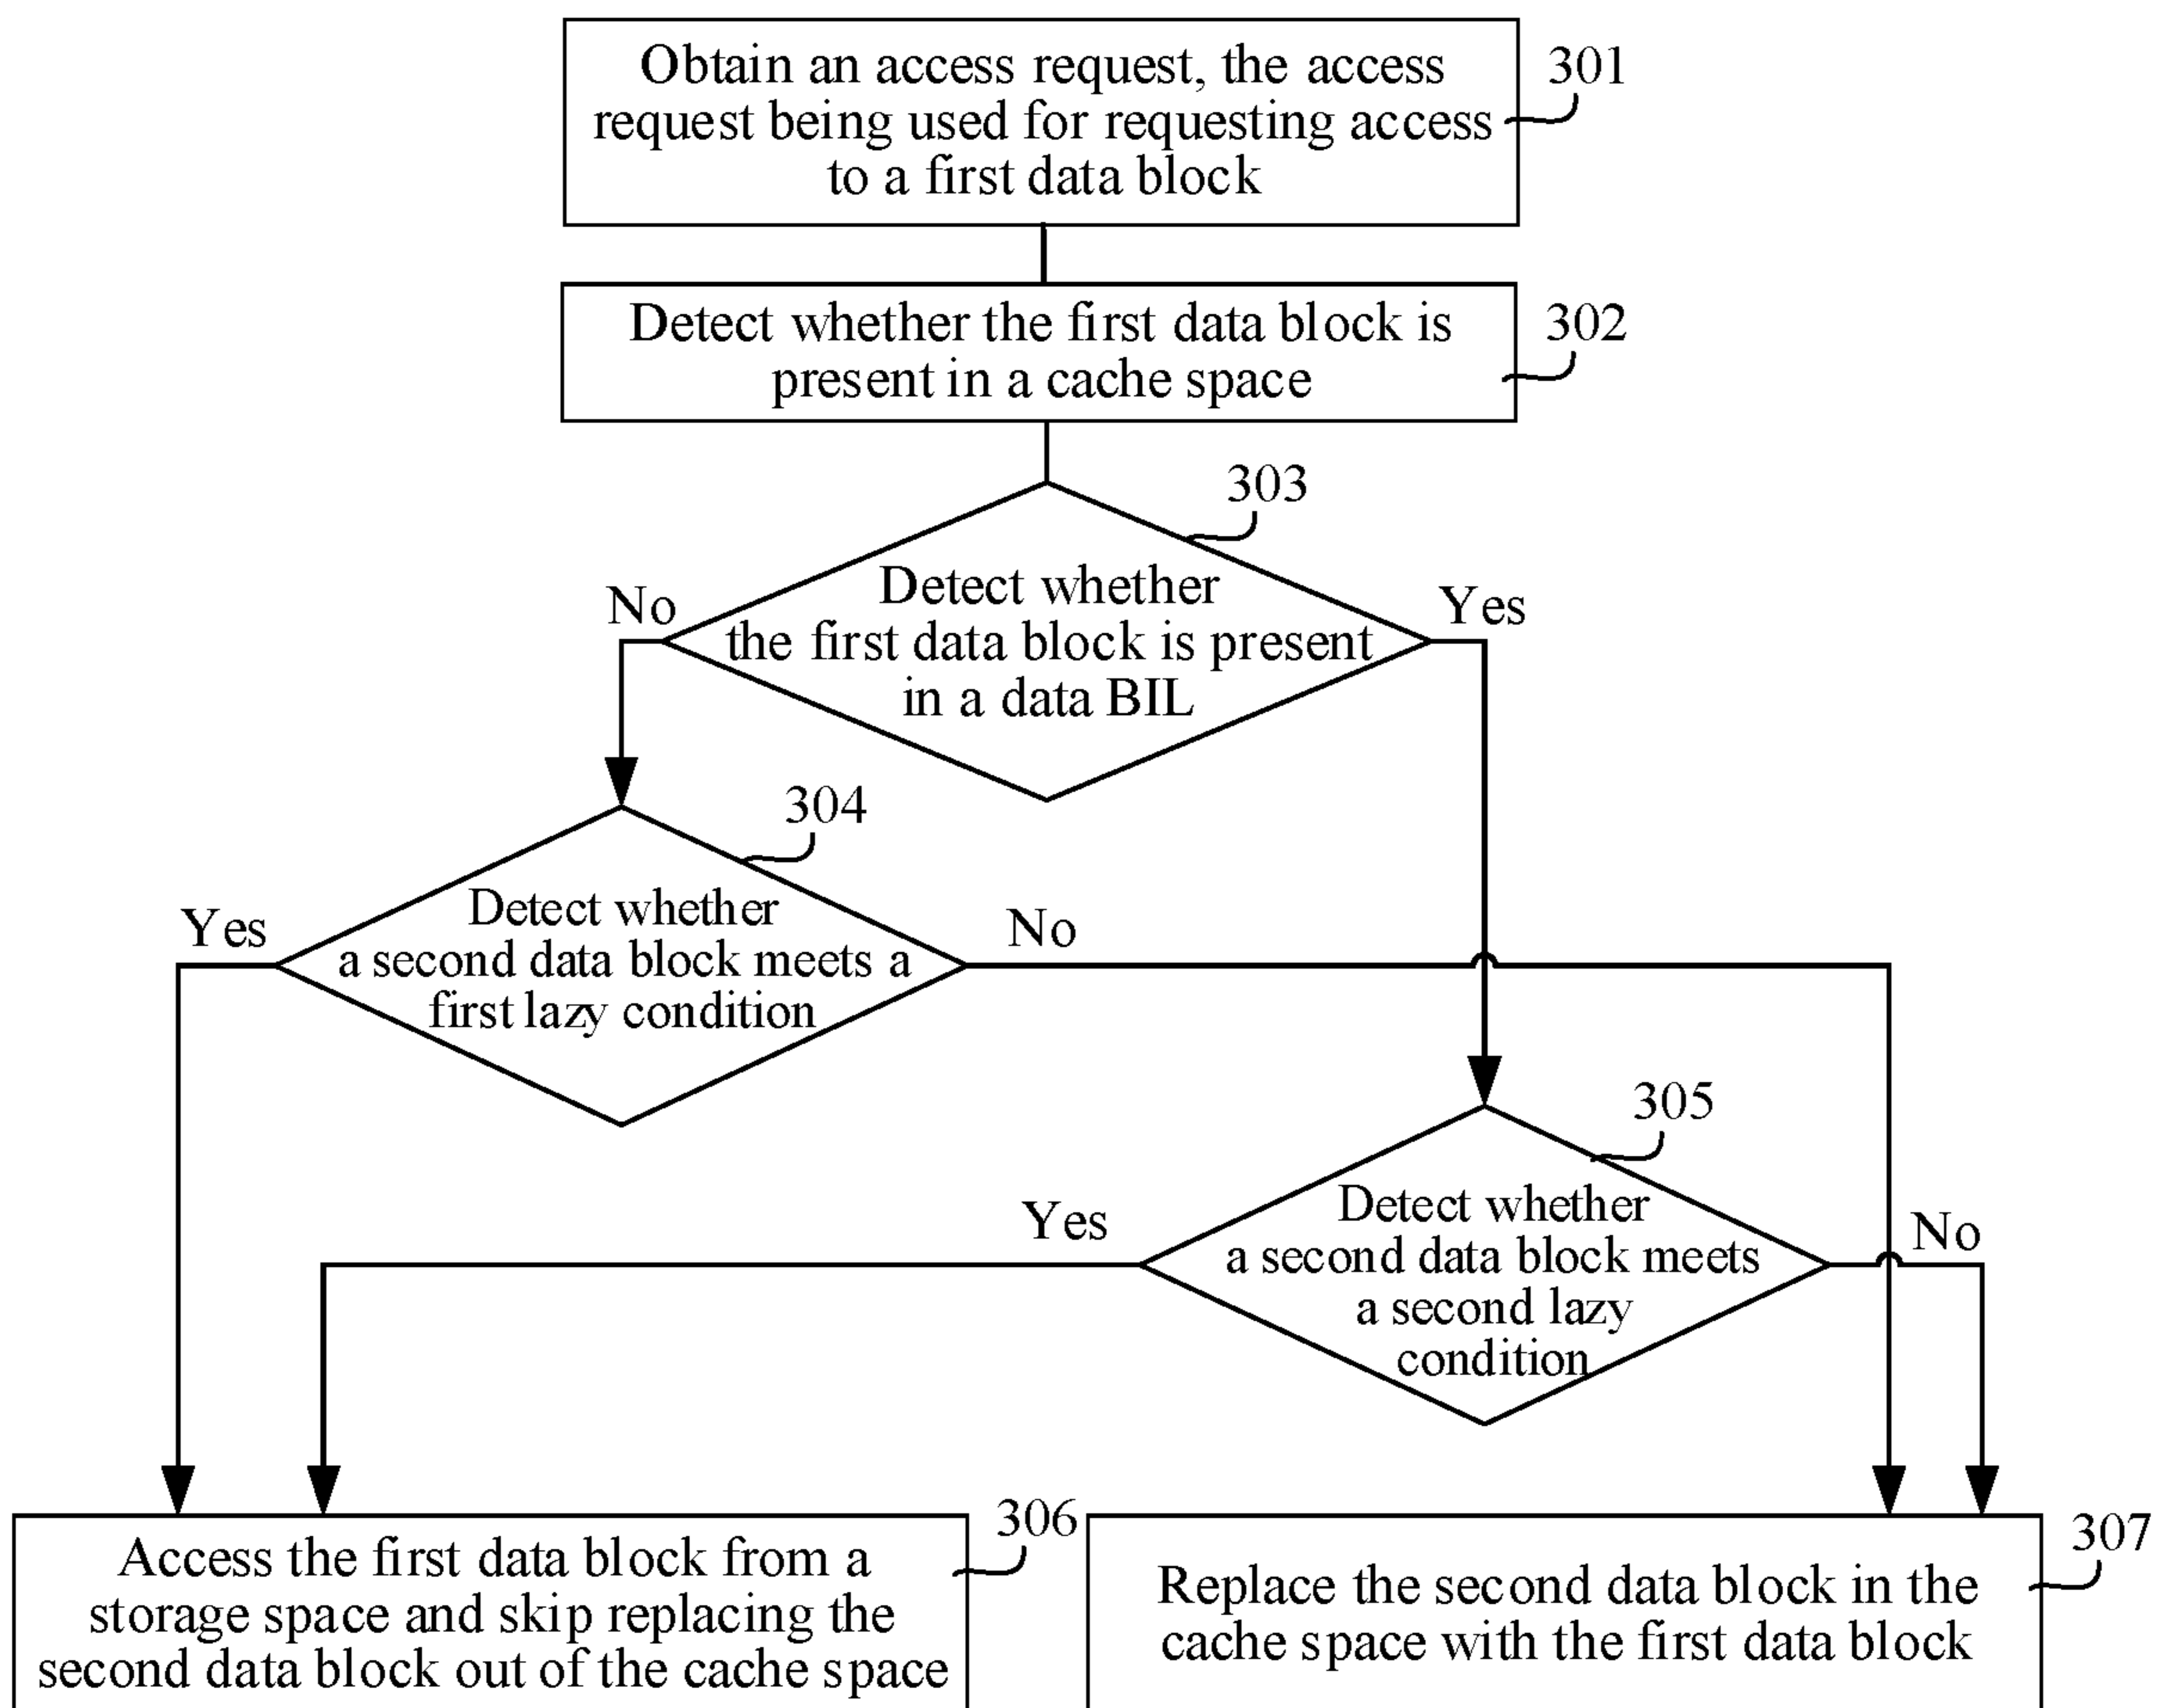 Obtain an access request, the access
request being used for requesting access
to a first data block
301
Detect whether the first data block is
present in a cache space
302
303
Detect whether
the first data block is present
in a data BIL
No
Yes
304
Detect whether
a second data block meets a
first lazy condition
Yes
No
305
Detect whether
a second data block meets
a second lazy
condition
Yes
No
306
Access the first data block from a
storage space and skip replacing the
second data block out of the cache space
307
Replace the second data block in the
cache space with the first data block